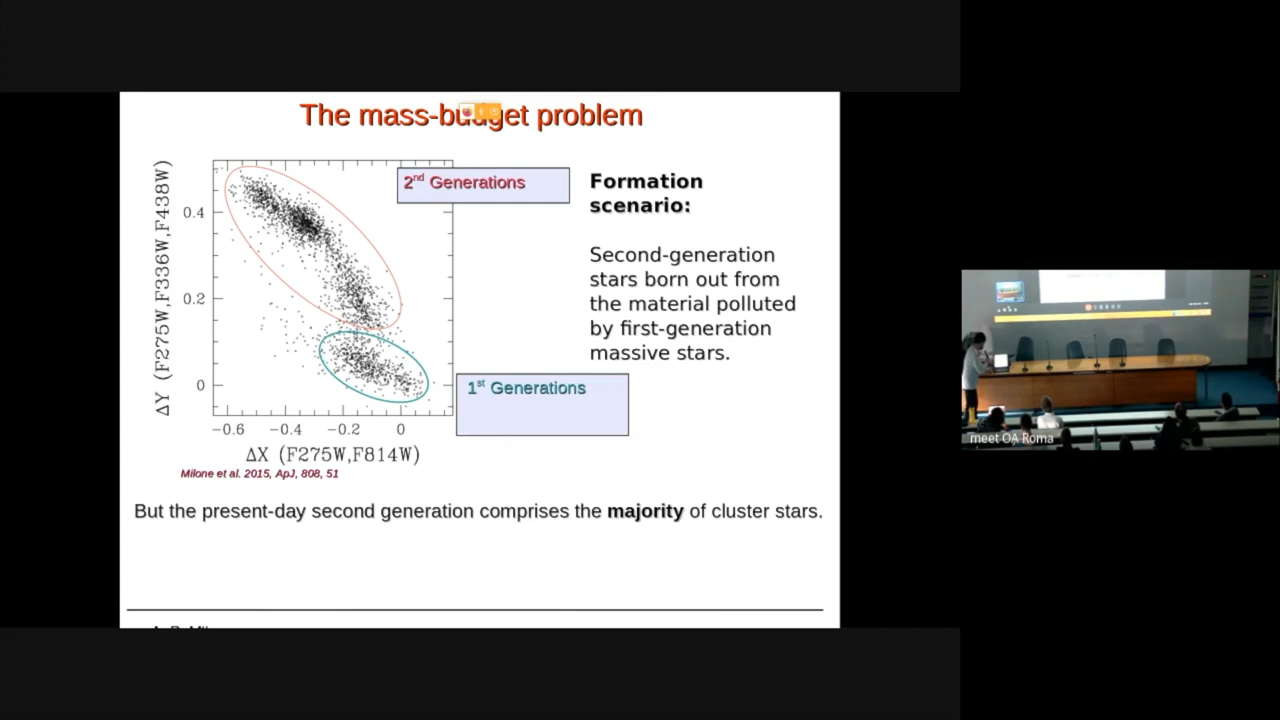 The mass-budget problem
ΔY (F275W,F336W,F438W)
0.4
0.2
0
−0.6 −0.4 −0.2 0
ΔX (F275W,F814W)
Milone et al. 2015, ApJ, 808, 51
2nd Generations
1st Generations
Formation
scenario:
Second-generation
stars born out from
the material polluted
by first-generation
massive stars.
But the present-day second generation comprises the majority of cluster stars.
meet OA Roma